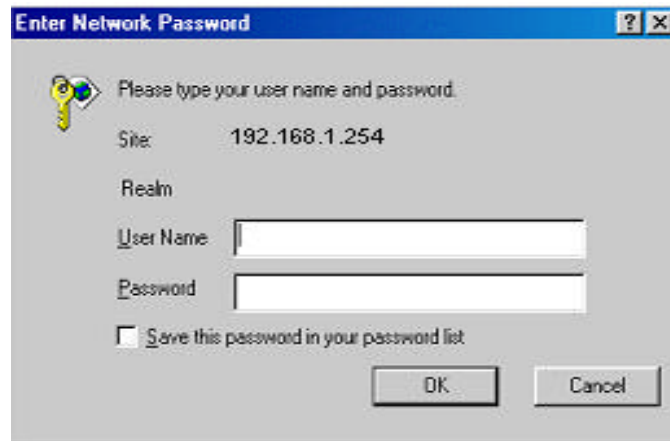 Enter Network Password
Please type your user name and password.
Site: 192.168.1.254
Realm
User Name
Password
Save this password in your password list
OK Cancel